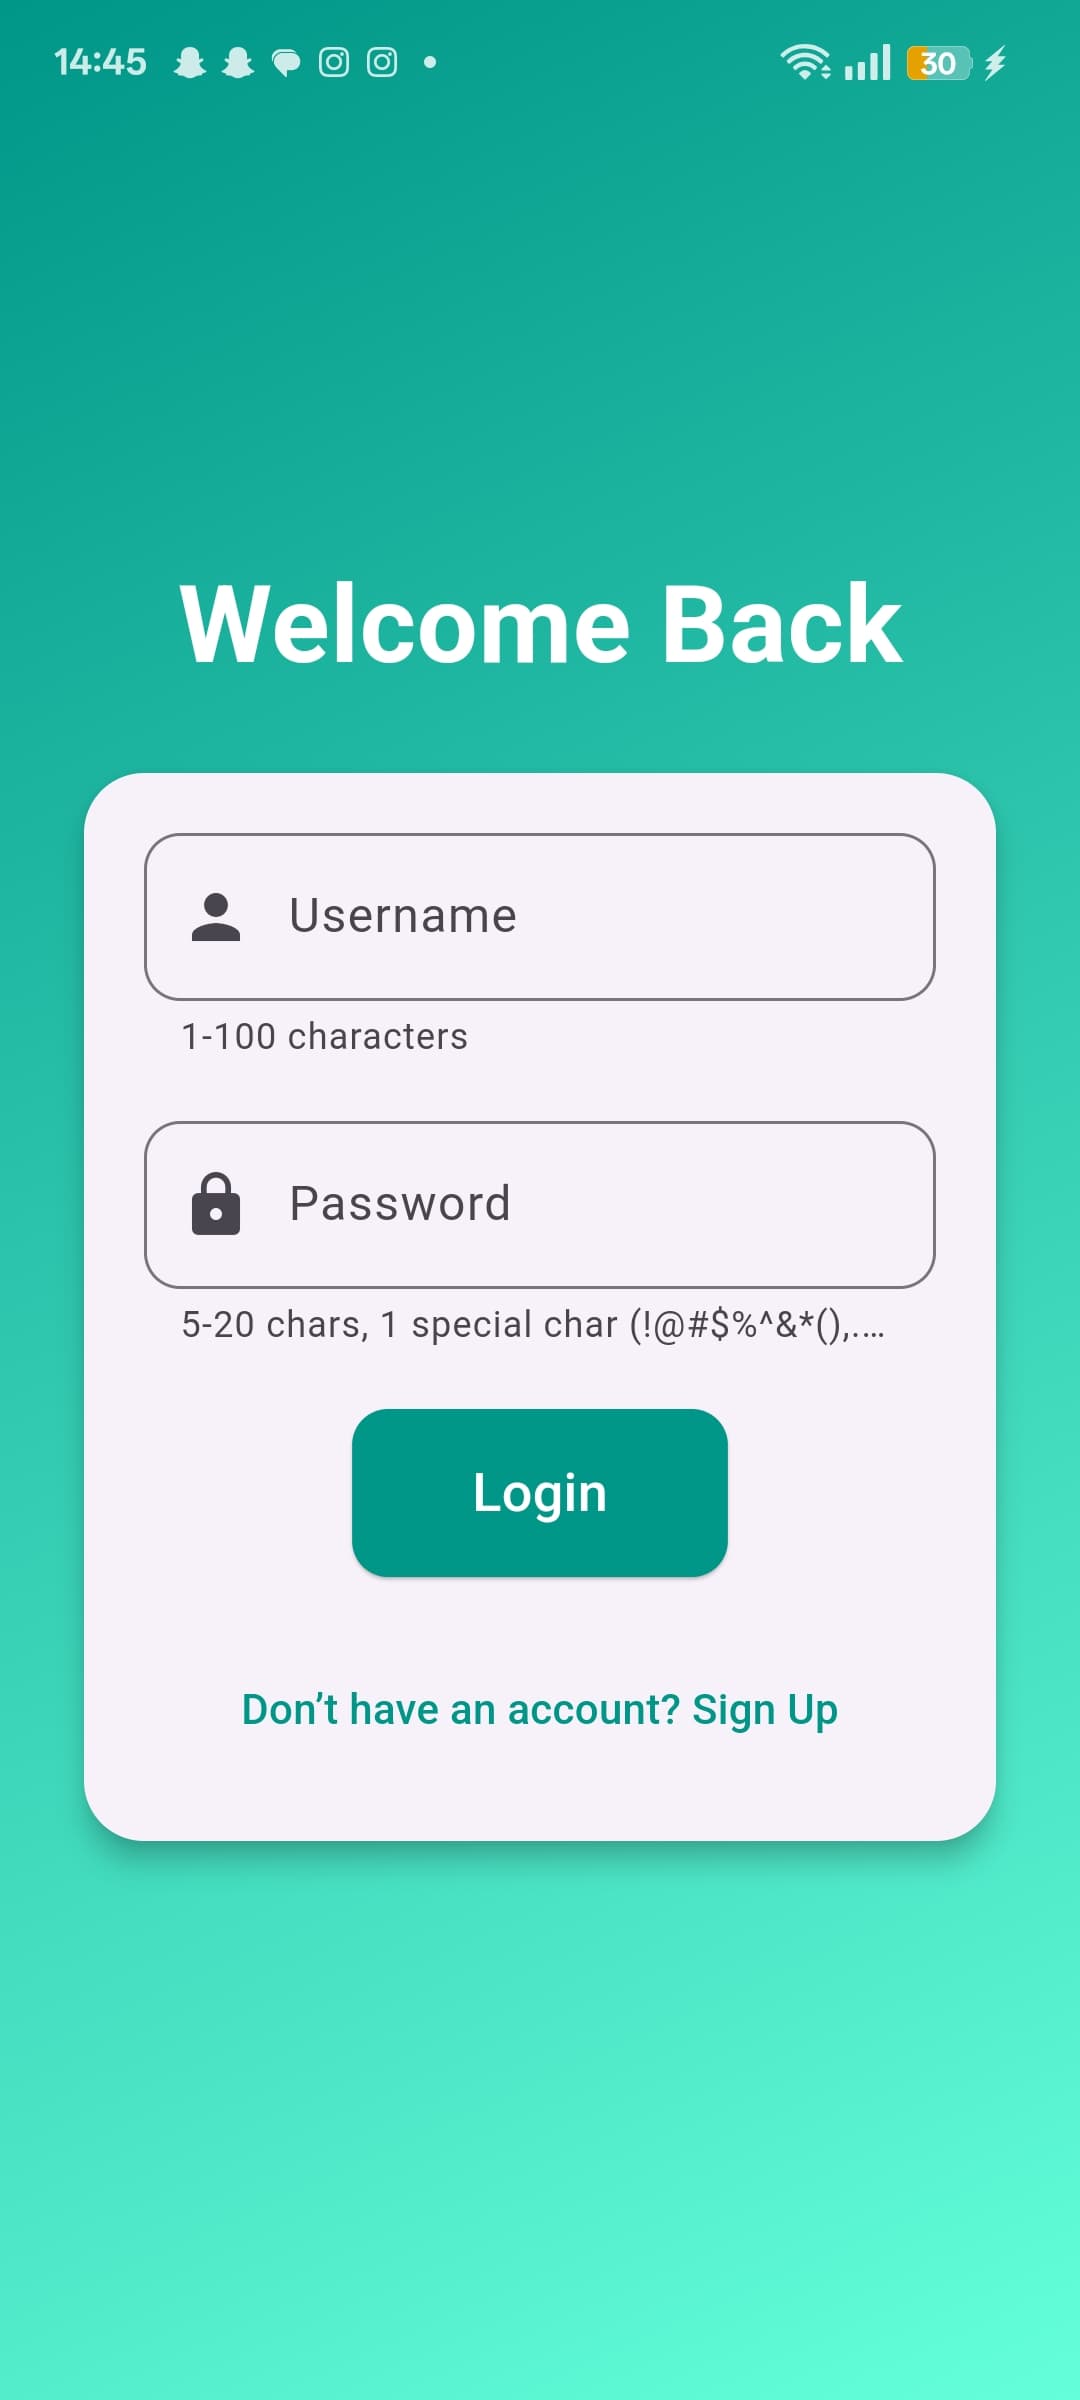 14:45
30
Welcome Back
Username
1-100 characters
Password
5-20 chars, 1 special char (!@#$%^&*(),.…
Login
Don’t have an account? Sign Up